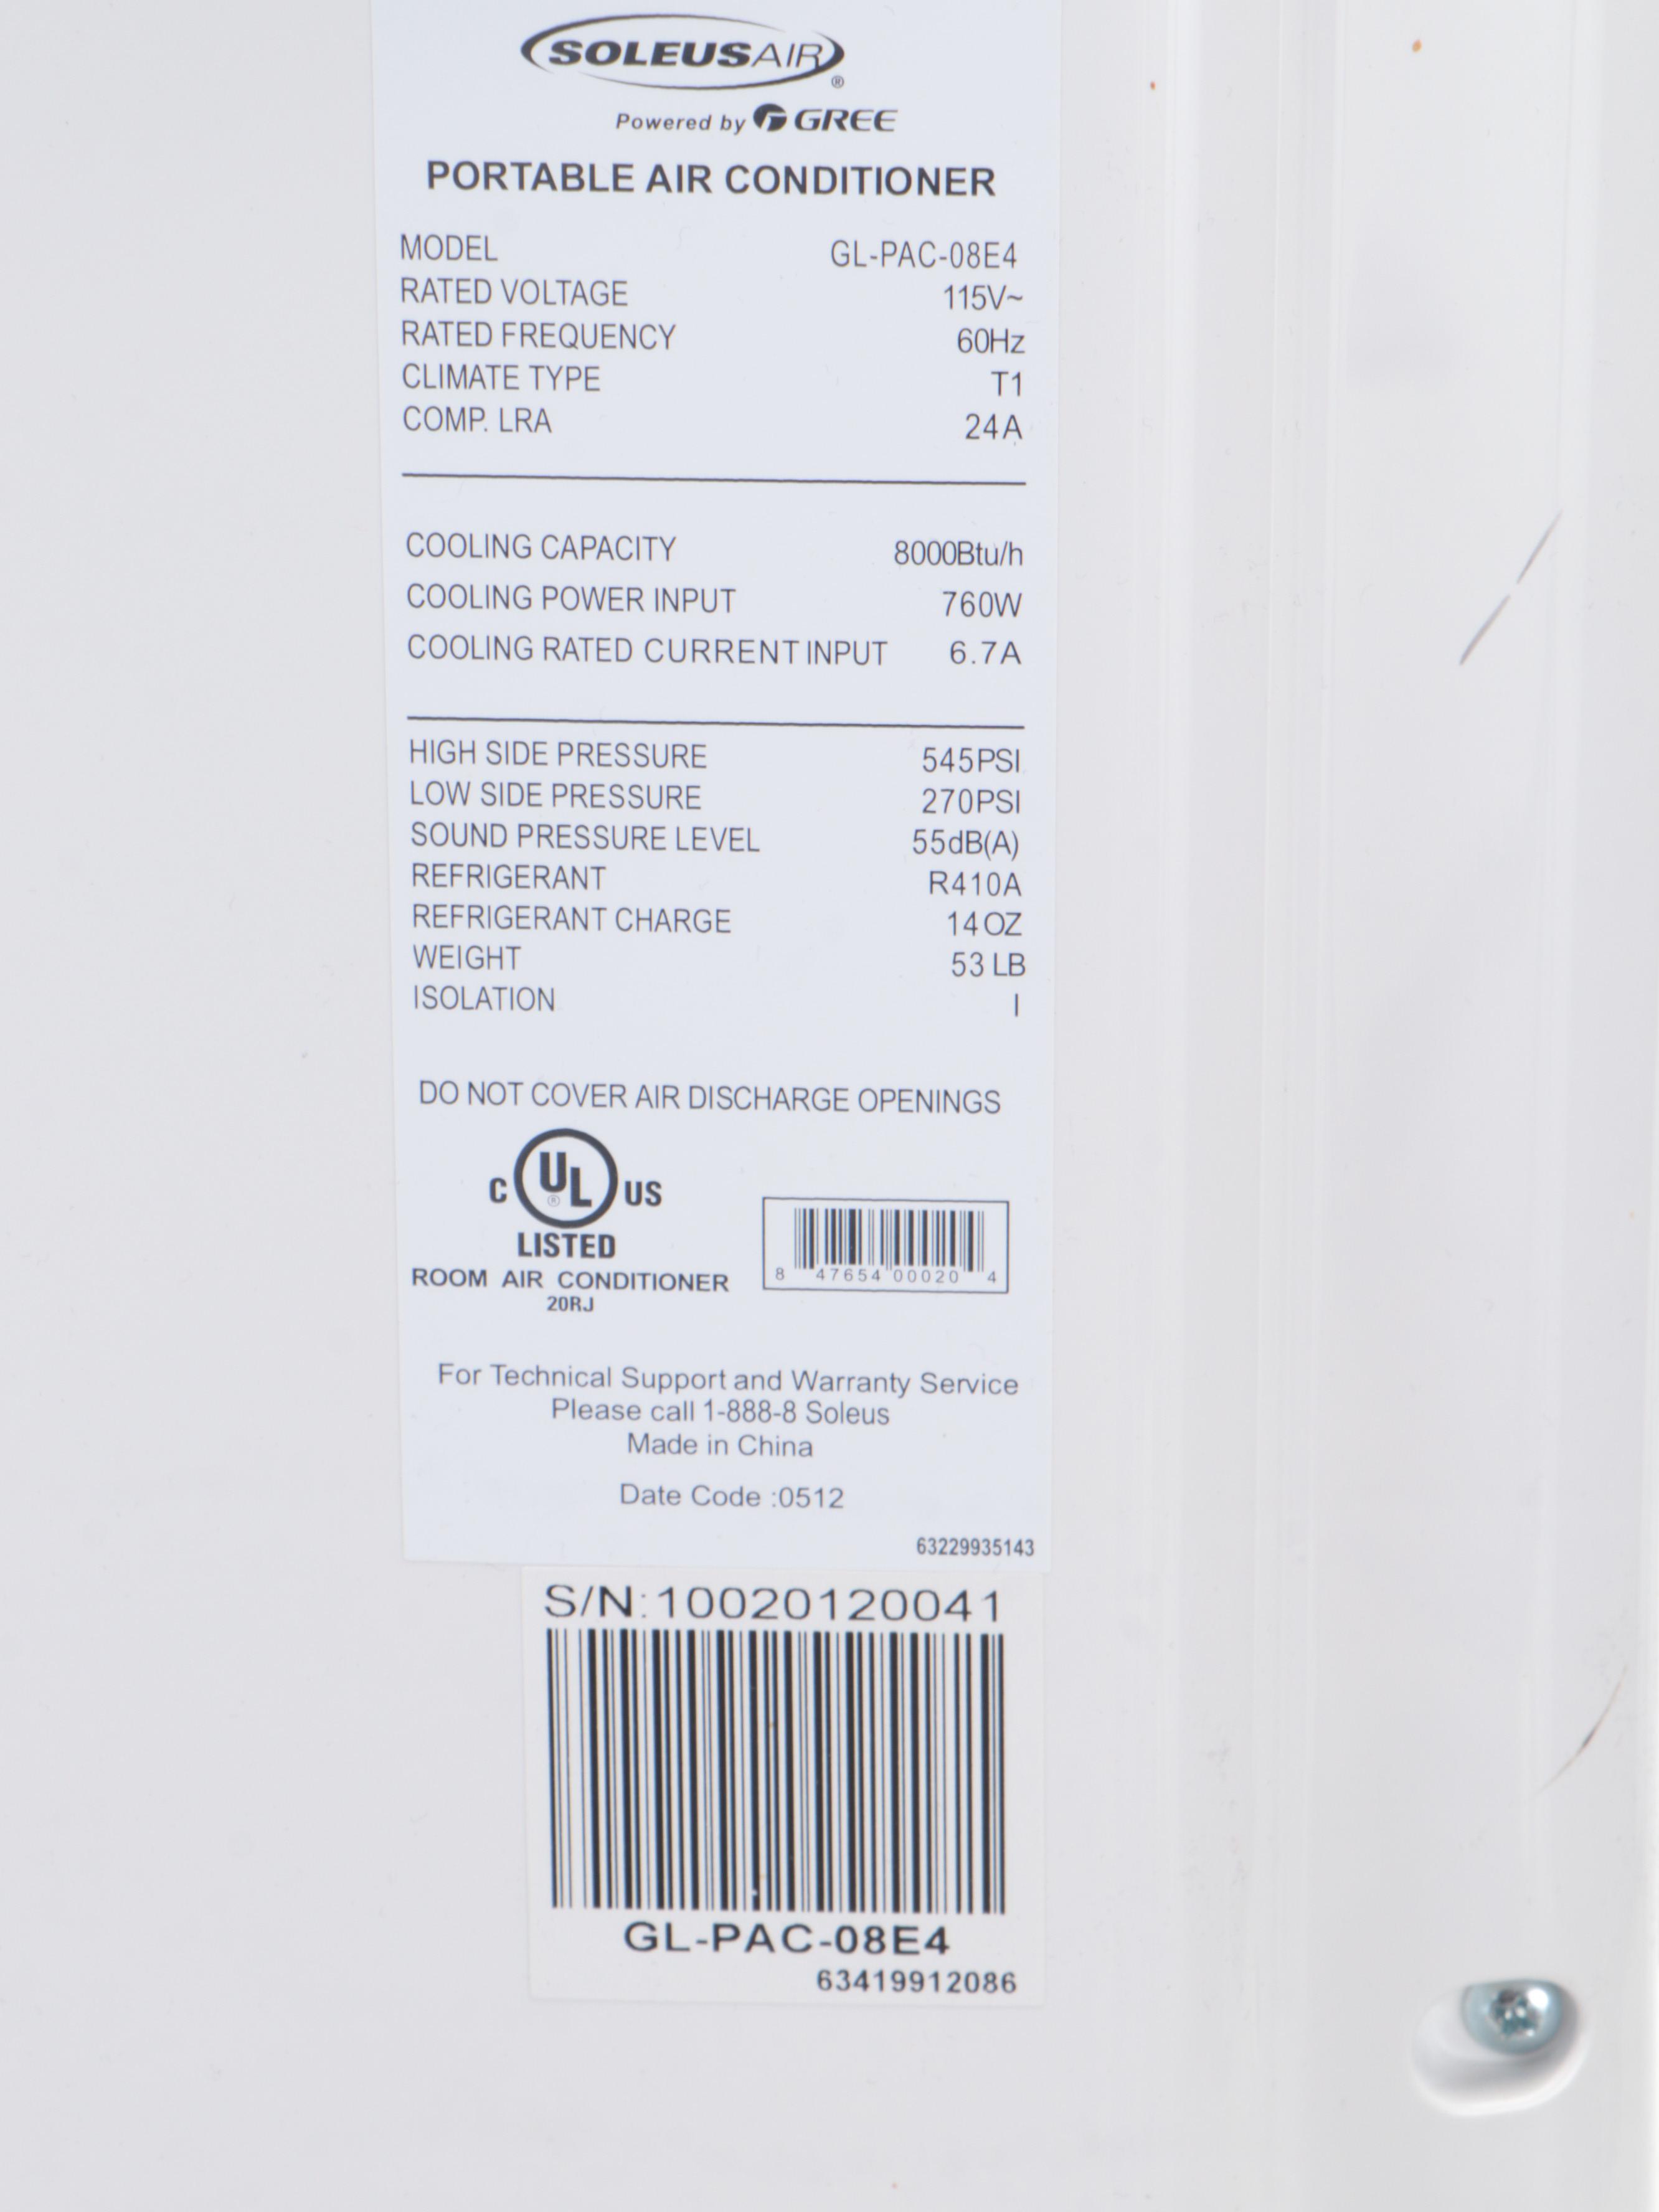 SOLEUSAIR®
Powered by GREE
PORTABLE AIR CONDITIONER
MODEL GL-PAC-08E4
RATED VOLTAGE 115V~
RATED FREQUENCY 60Hz
CLIMATE TYPE T1
COMP. LRA 24A
COOLING CAPACITY 8000Btu/h
COOLING POWER INPUT 760W
COOLING RATED CURRENT INPUT 6.7A
HIGH SIDE PRESSURE 545PSI
LOW SIDE PRESSURE 270PSI
SOUND PRESSURE LEVEL 55dB(A)
REFRIGERANT R410A
REFRIGERANT CHARGE 14OZ
WEIGHT 53 LB
ISOLATION I
DO NOT COVER AIR DISCHARGE OPENINGS
C UL® US
LISTED
ROOM AIR CONDITIONER
20RJ
8 47654 00020 4
For Technical Support and Warranty Service
Please call 1-888-8 Soleus
Made in China
Date Code :0512
63229935143
S/N:10020120041
GL-PAC-08E4
63419912086